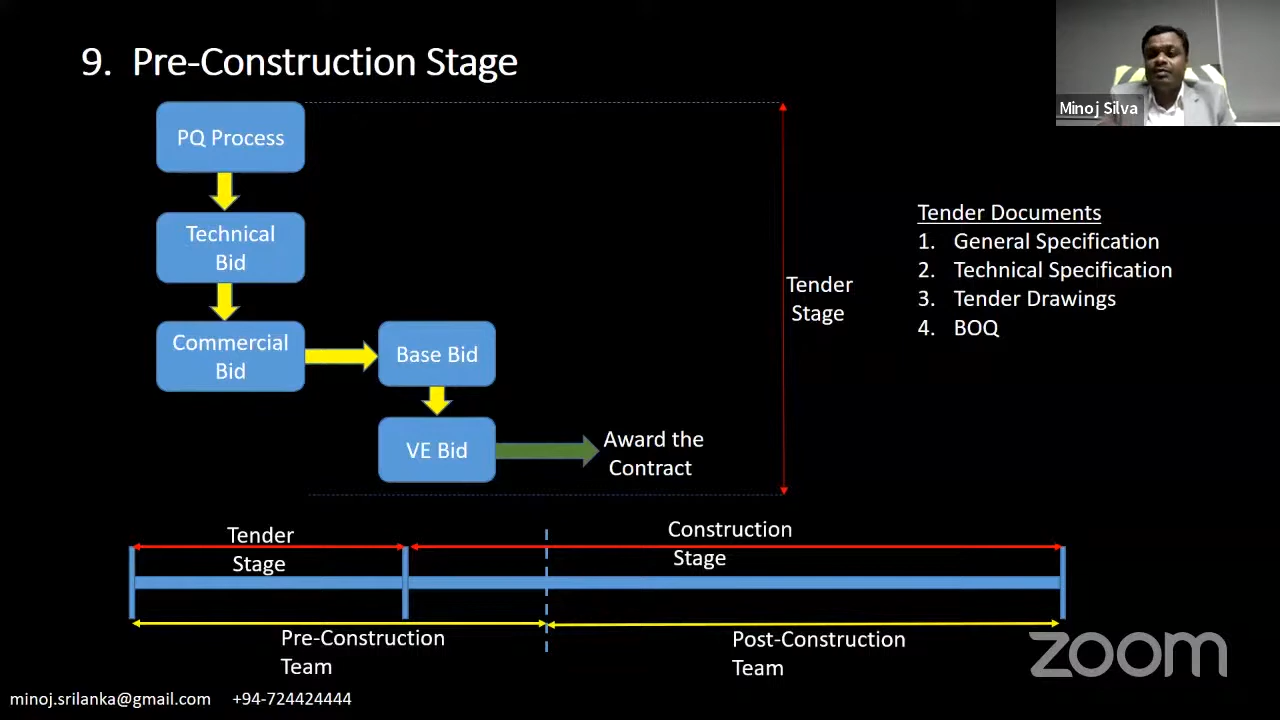 9. Pre-Construction Stage
Minoj Silva
PQ Process
Technical
Bid
Commercial
Bid
Base Bid
VE Bid
Award the
Contract
Tender
Stage
Tender Documents
1. General Specification
2. Technical Specification
3. Tender Drawings
4. BOQ
Tender
Stage
Construction
Stage
Pre-Construction
Team
Post-Construction
Team
zoom
minoj.srilanka@gmail.com +94-724424444